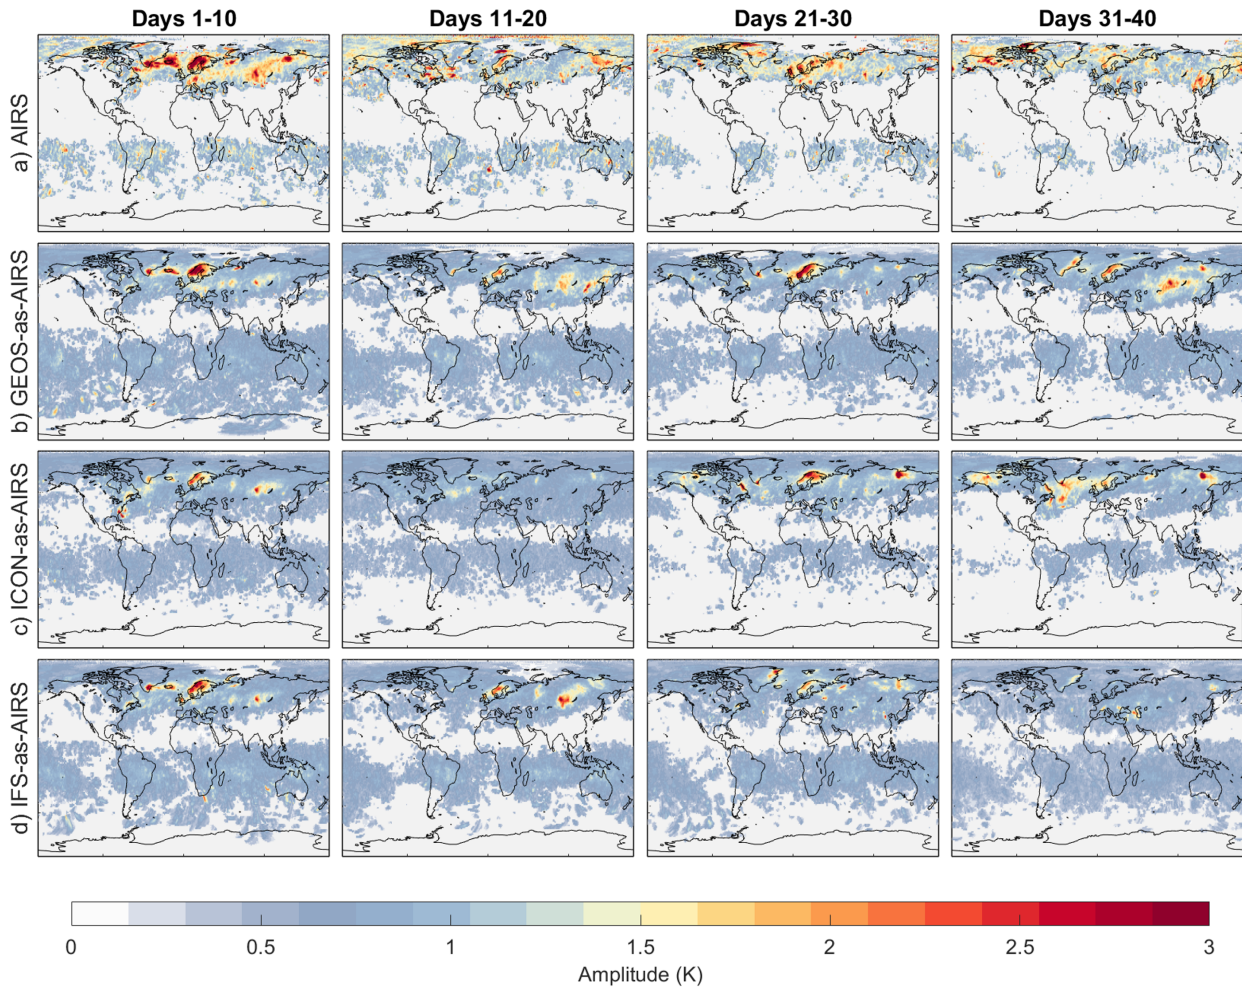 Days 1-10 Days 11-20 Days 21-30 Days 31-40
a) AIRS
b) GEOS-as-AIRS
c) ICON-as-AIRS
d) IFS-as-AIRS
0 0.5 1 1.5 2 2.5 3
Amplitude (K)